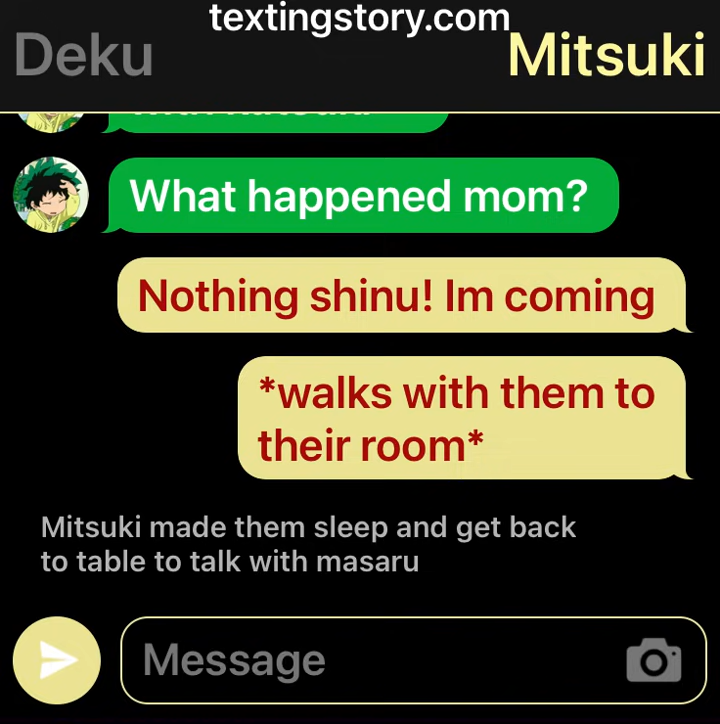 textingstory.com
Deku
Mitsuki
What happened mom?
Nothing shinu! Im coming
*walks with them to
their room*
Mitsuki made them sleep and get back
to table to talk with masaru
Message